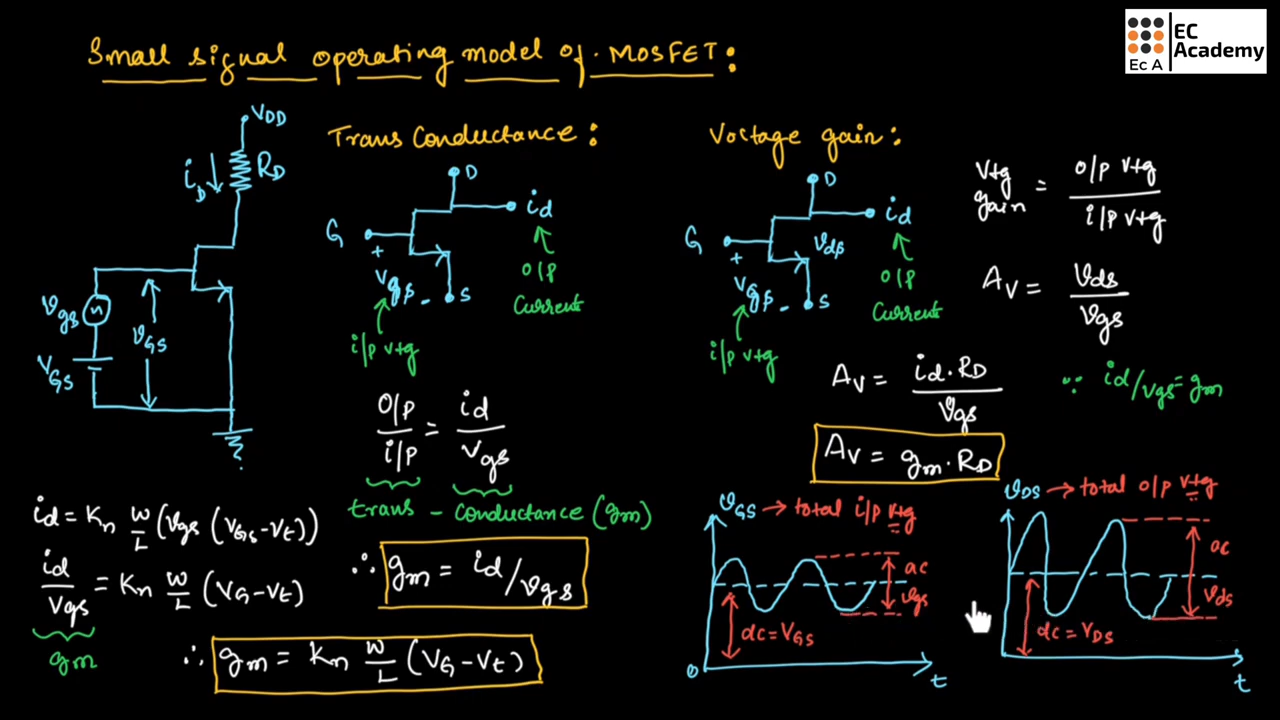 Small signal operating model of. MOSFET:
EC Academy
Ec A
VDD
iD
RD
vgs
VGS
vGS
id = Kn W/L (vgs (VGS-Vt))
id/vgs = Kn W/L (VG-Vt)
gm
∴ gm = Kn W/L (VG-Vt)
Trans Conductance:
D
id
G
+
vgs
-
S
O/P
Current
i/p vtg
O/P / i/p = id / vgs
trans - conductance (gm)
∴ gm = id/vgs
Voltage gain:
D
id
G
+
vds
vgs
-
S
O/P
Current
i/p vtg
Vtg gain = O/P vtg / i/p vtg
Av = vds / vgs
Av = id . RD / vgs
∵ id/vgs = gm
Av = gm . RD
vGS → total i/p vtg
ac
vgs
dc = VGS
0
t
vDS → total o/p vtg
ac
vds
dc = VDS
t